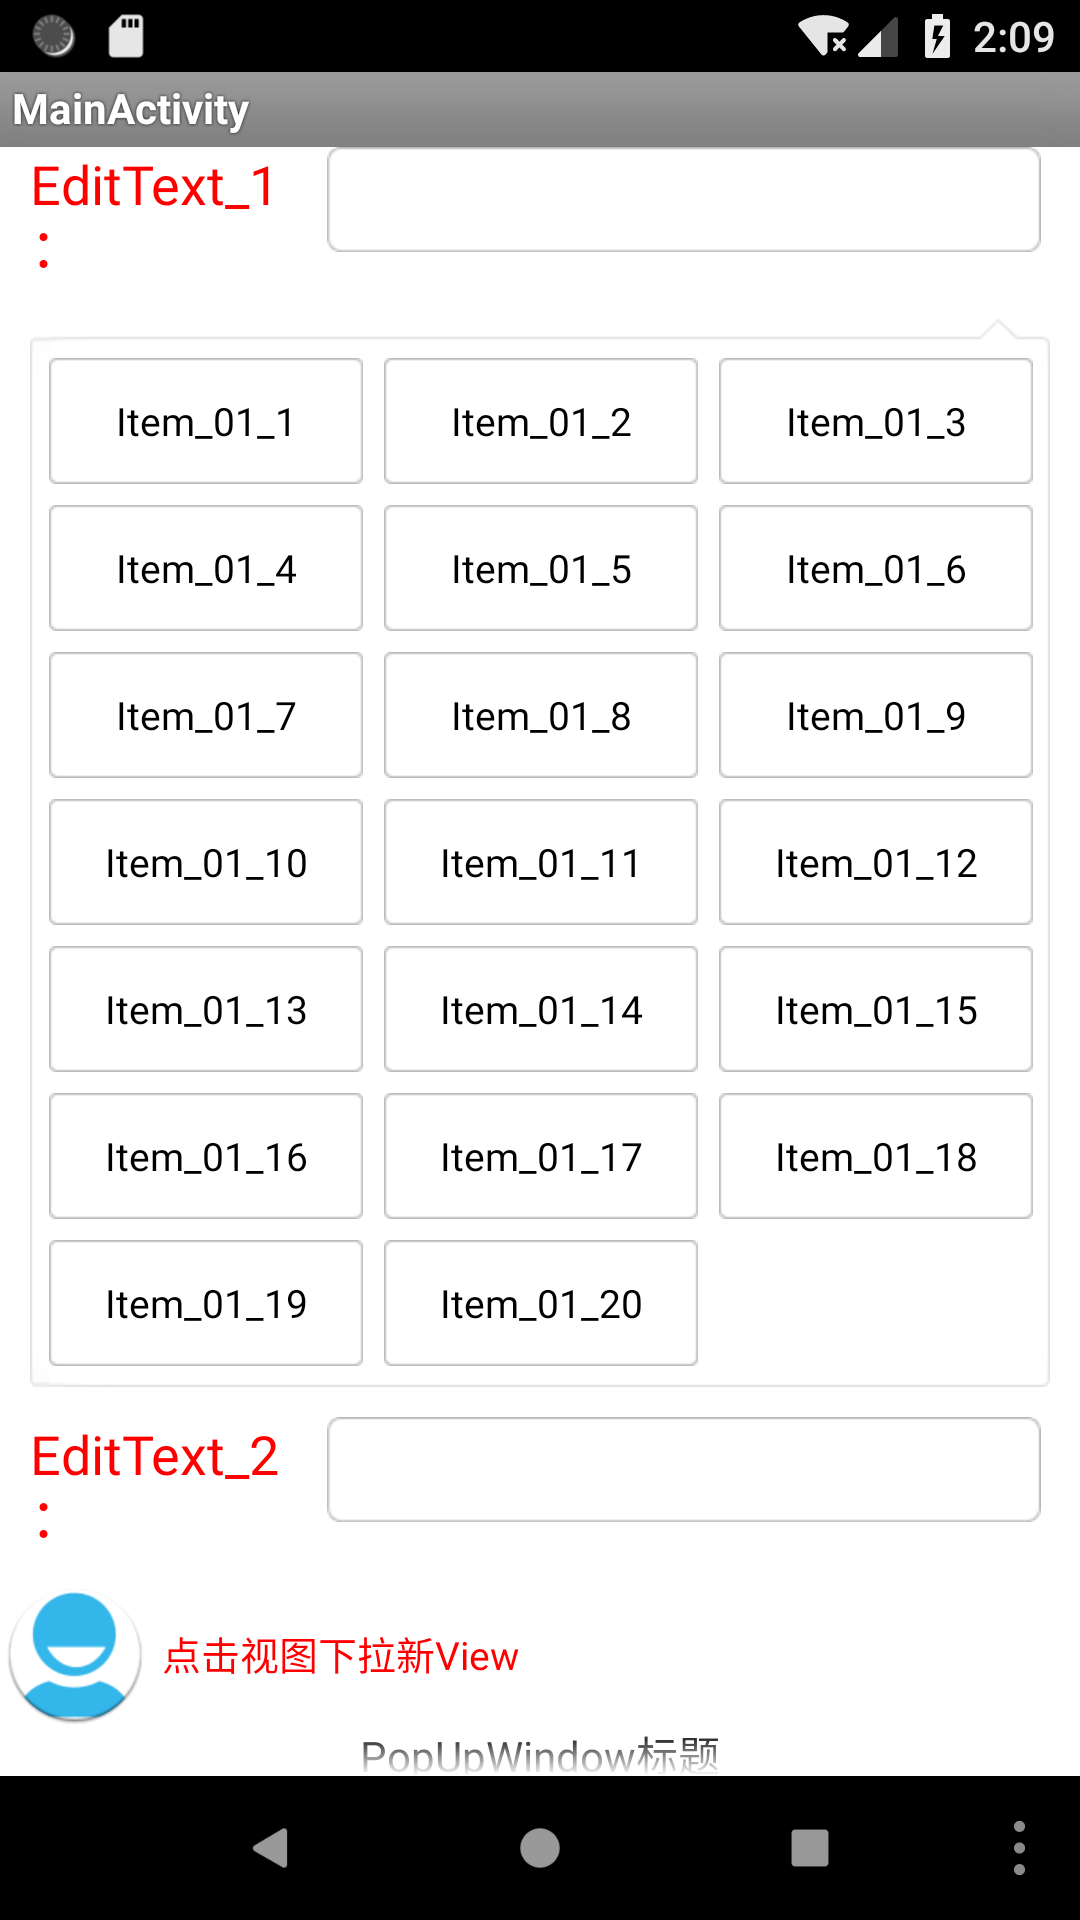 2:09
MainActivity
EditText_1
:
Item_01_1 Item_01_2 Item_01_3
Item_01_4 Item_01_5 Item_01_6
Item_01_7 Item_01_8 Item_01_9
Item_01_10 Item_01_11 Item_01_12
Item_01_13 Item_01_14 Item_01_15
Item_01_16 Item_01_17 Item_01_18
Item_01_19 Item_01_20
EditText_2
:
点击视图下拉新View
PopUpWindow标题